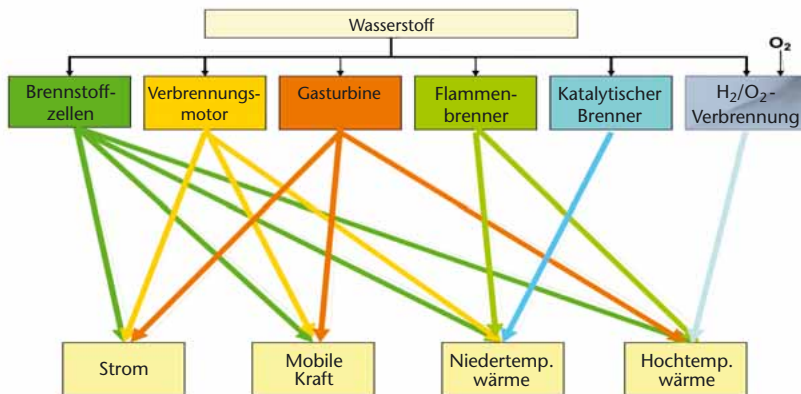 Wasserstoff
O₂
Brennstoff-
zellen
Verbrennungs-
motor
Gasturbine
Flammen-
brenner
Katalytischer
Brenner
H₂/O₂-
Verbrennung
Strom
Mobile
Kraft
Niedertemp.
wärme
Hochtemp.
wärme